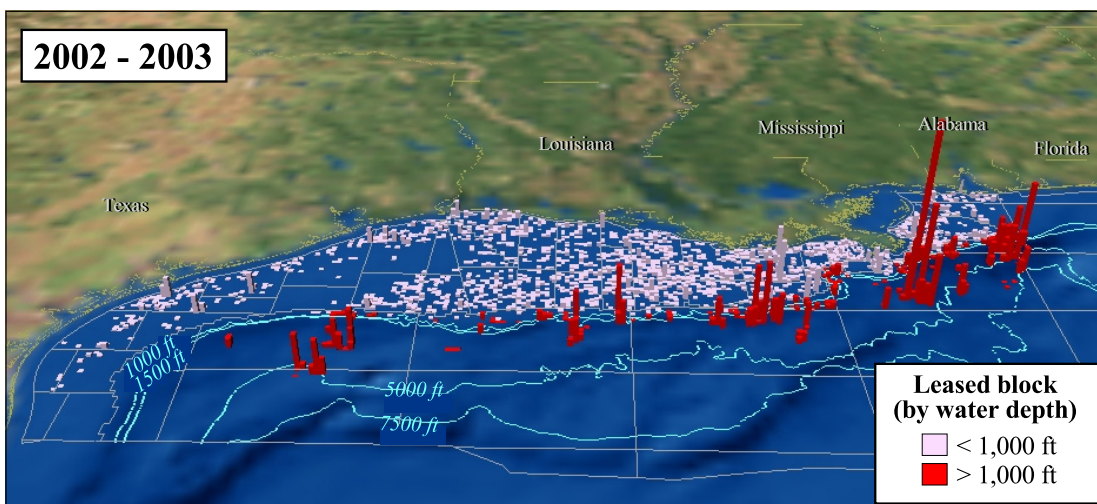 2002 - 2003
Texas
Louisiana
Mississippi
Alabama
Florida
1000 ft
1500 ft
5000 ft
7500 ft
Leased block
(by water depth)
< 1,000 ft
> 1,000 ft